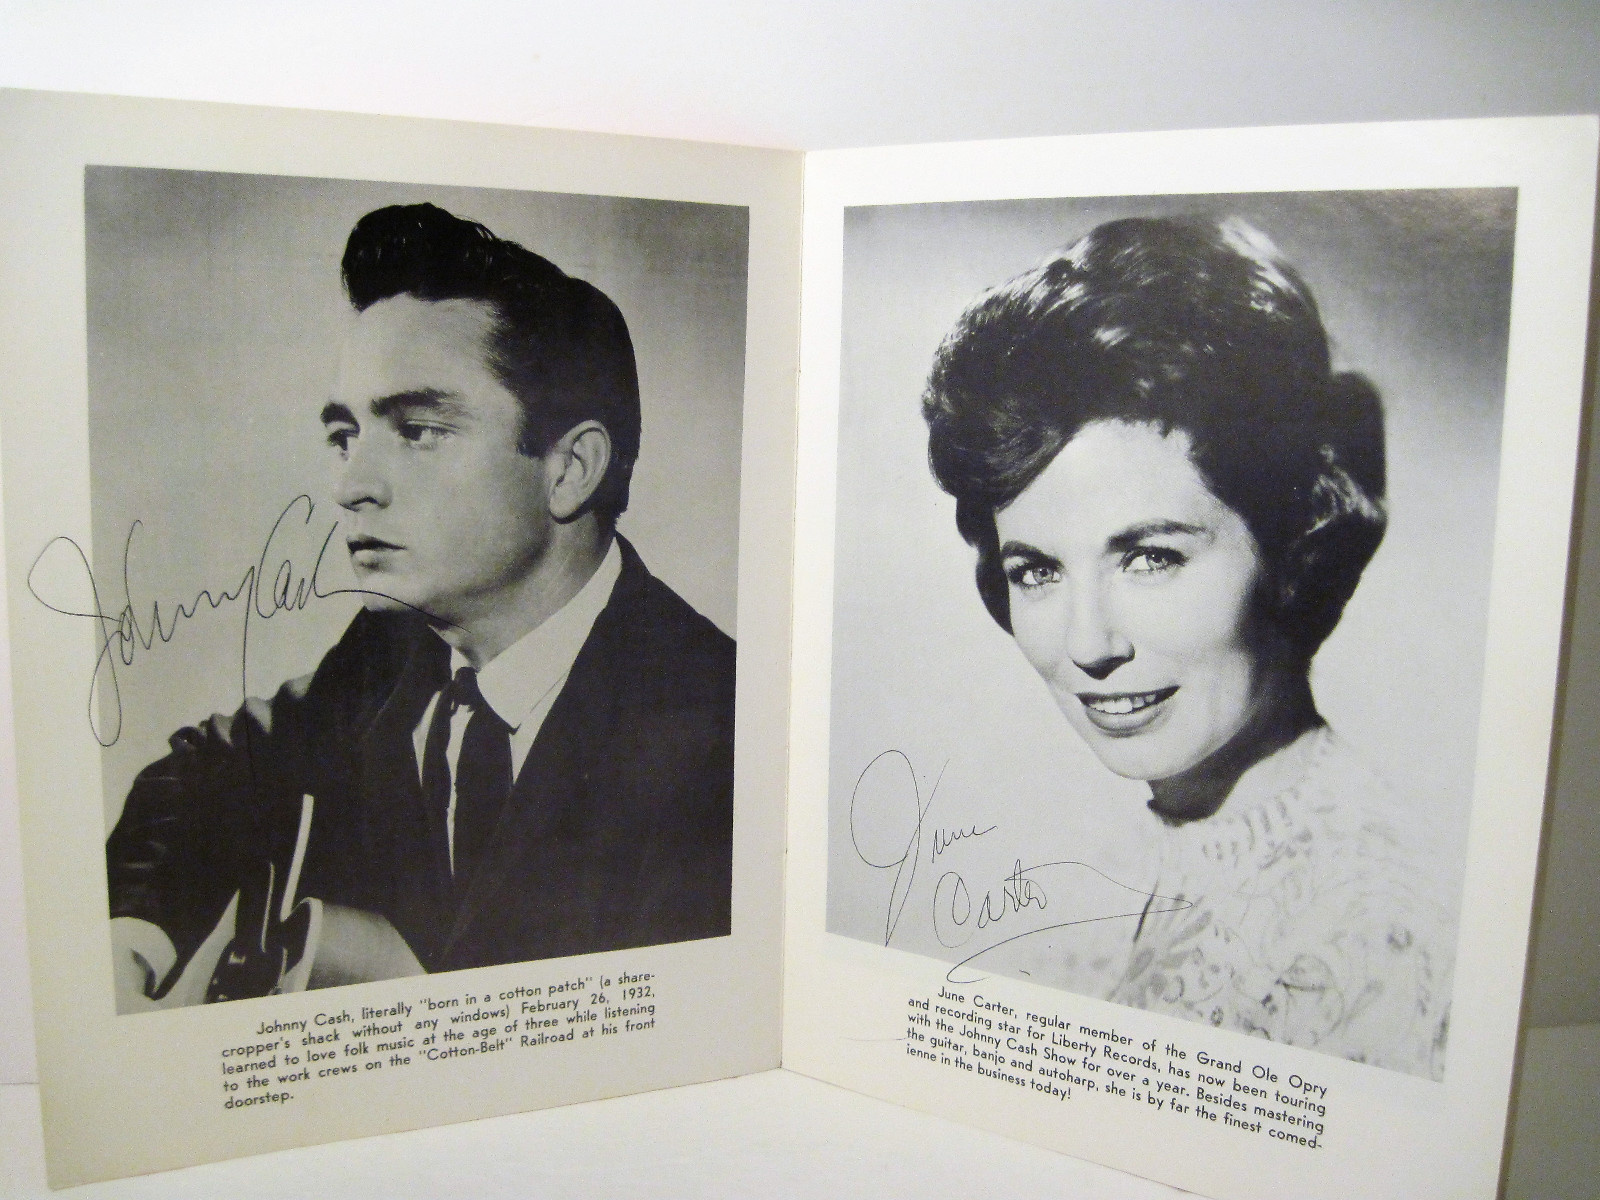 Johnny Cash
Johnny Cash, literally "born in a cotton patch" (a share-
cropper's shack without any windows) February 26, 1932,
learned to love folk music at the age of three while listening
to the work crews on the "Cotton-Belt" Railroad at his front
doorstep.
June
Carter
June Carter, regular member of the Grand Ole Opry
and recording star for Liberty Records, has now been touring
with the Johnny Cash Show for over a year. Besides mastering
the guitar, banjo and autoharp, she is by far the finest comed-
ienne in the business today!